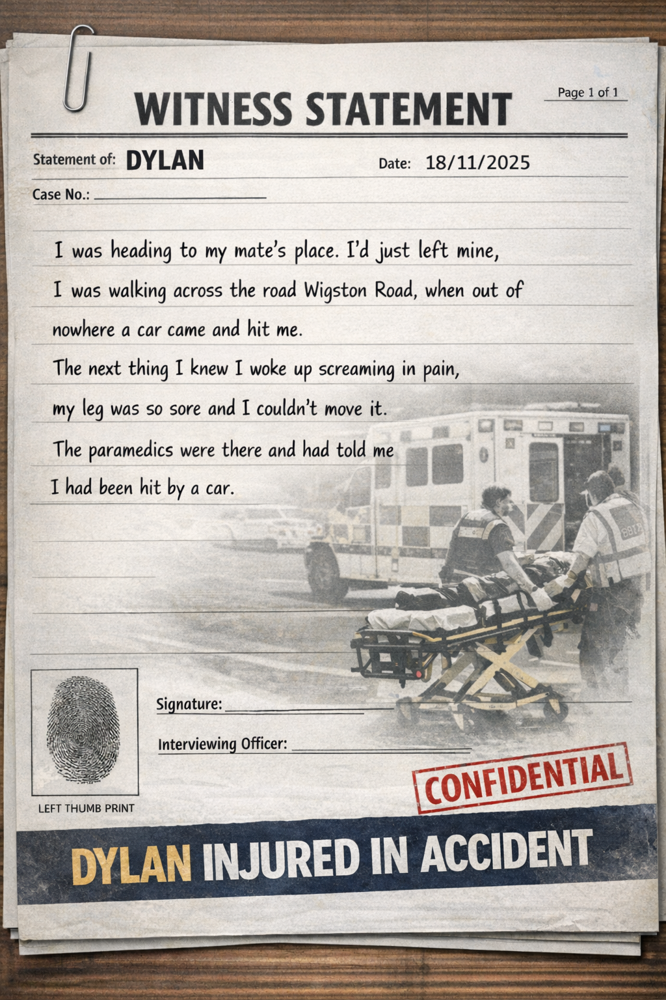 WITNESS STATEMENT
Page 1 of 1
Statement of: DYLAN
Date: 18/11/2025
Case No.:
I was heading to my mate's place. I'd just left mine,
I was walking across the road Wigston Road, when out of
nowhere a car came and hit me.
The next thing I knew I woke up screaming in pain,
my leg was so sore and I couldn't move it.
The paramedics were there and had told me
I had been hit by a car.
Signature:
Interviewing Officer:
CONFIDENTIAL
LEFT THUMB PRINT
DYLAN INJURED IN ACCIDENT